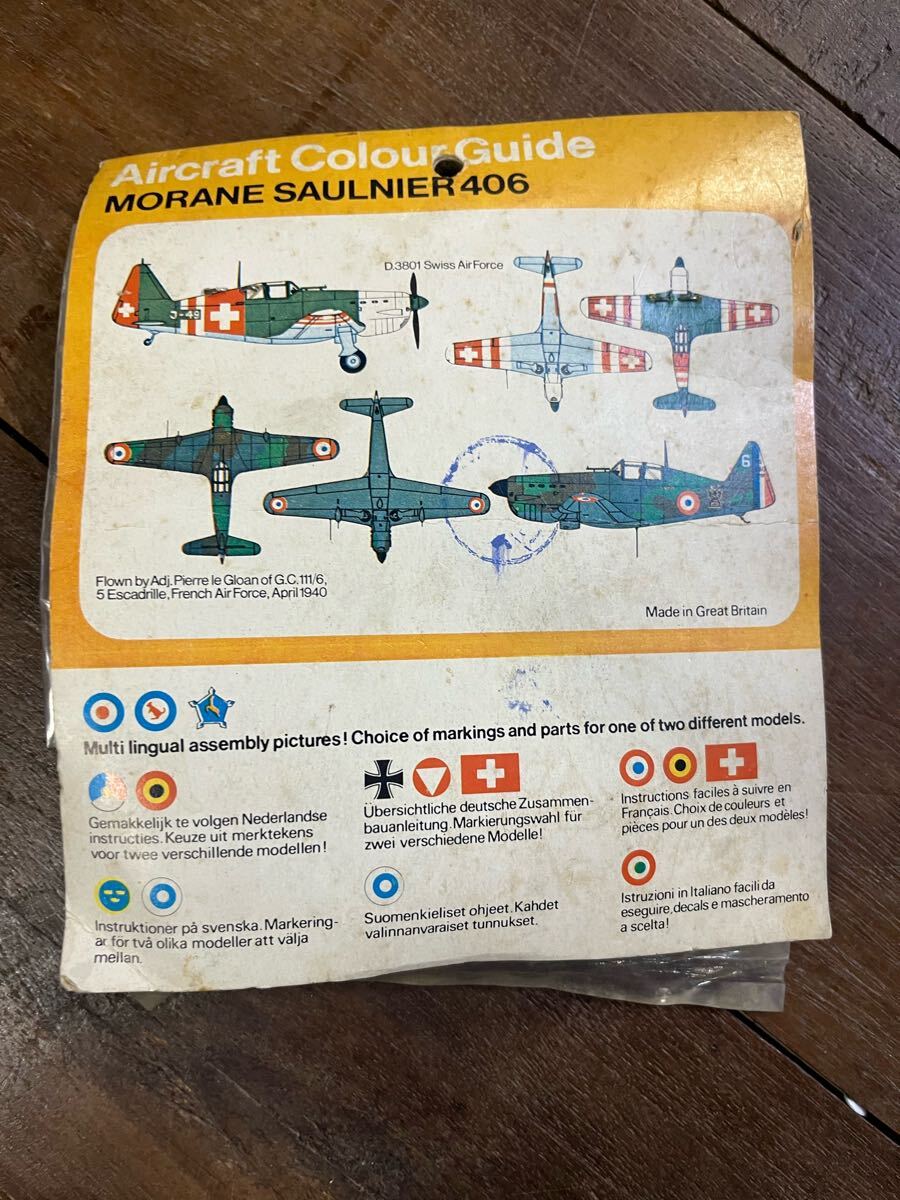 Aircraft Colour Guide
MORANE SAULNIER 406
D.3801 Swiss Air Force
J-49
6
Flown by Adj. Pierre le Gloan of G.C.111/6,
5 Escadrille, French Air Force, April 1940
Made in Great Britain
Multi lingual assembly pictures! Choice of markings and parts for one of two different models.
Gemakkelijk te volgen Nederlandse
instructies. Keuze uit merktekens
voor twee verschillende modellen!
Übersichtliche deutsche Zusammen-
bauanleitung. Markierungswahl für
zwei verschiedene Modelle!
Instructions faciles à suivre en
Français. Choix de couleurs et
pièces pour un des deux modèles!
Instruktioner på svenska. Markering-
ar för två olika modeller att välja
mellan.
Suomenkieliset ohjeet. Kahdet
valinnanvaraiset tunnukset.
Istruzioni in Italiano facili da
eseguire, decals e mascheramento
a scelta!